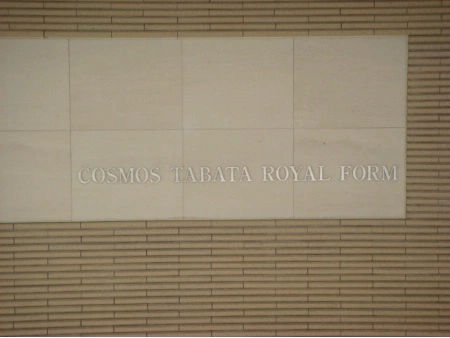 COSMOS TABATA ROYAL FORM